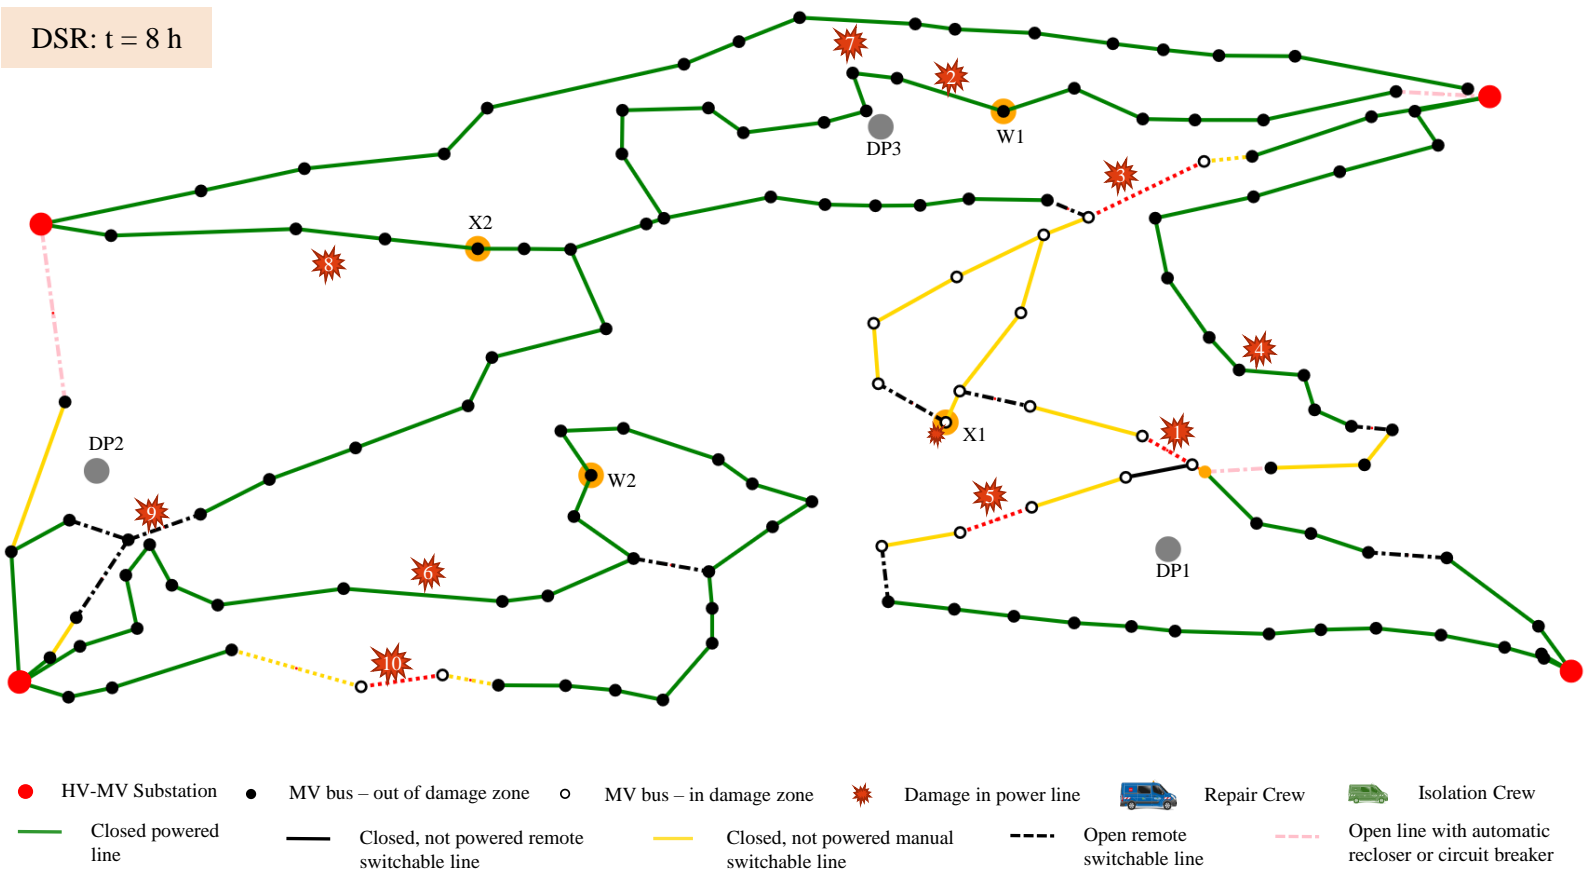 DSR: t = 8 h
7
2
W1
DP3
3
X2
8
4
X1
1
DP2
W2
5
9
DP1
6
10
HV-MV Substation
MV bus – out of damage zone
MV bus – in damage zone
Damage in power line
Repair Crew
Isolation Crew
Closed powered
line
Closed, not powered remote
switchable line
Closed, not powered manual
switchable line
Open remote
switchable line
Open line with automatic
recloser or circuit breaker